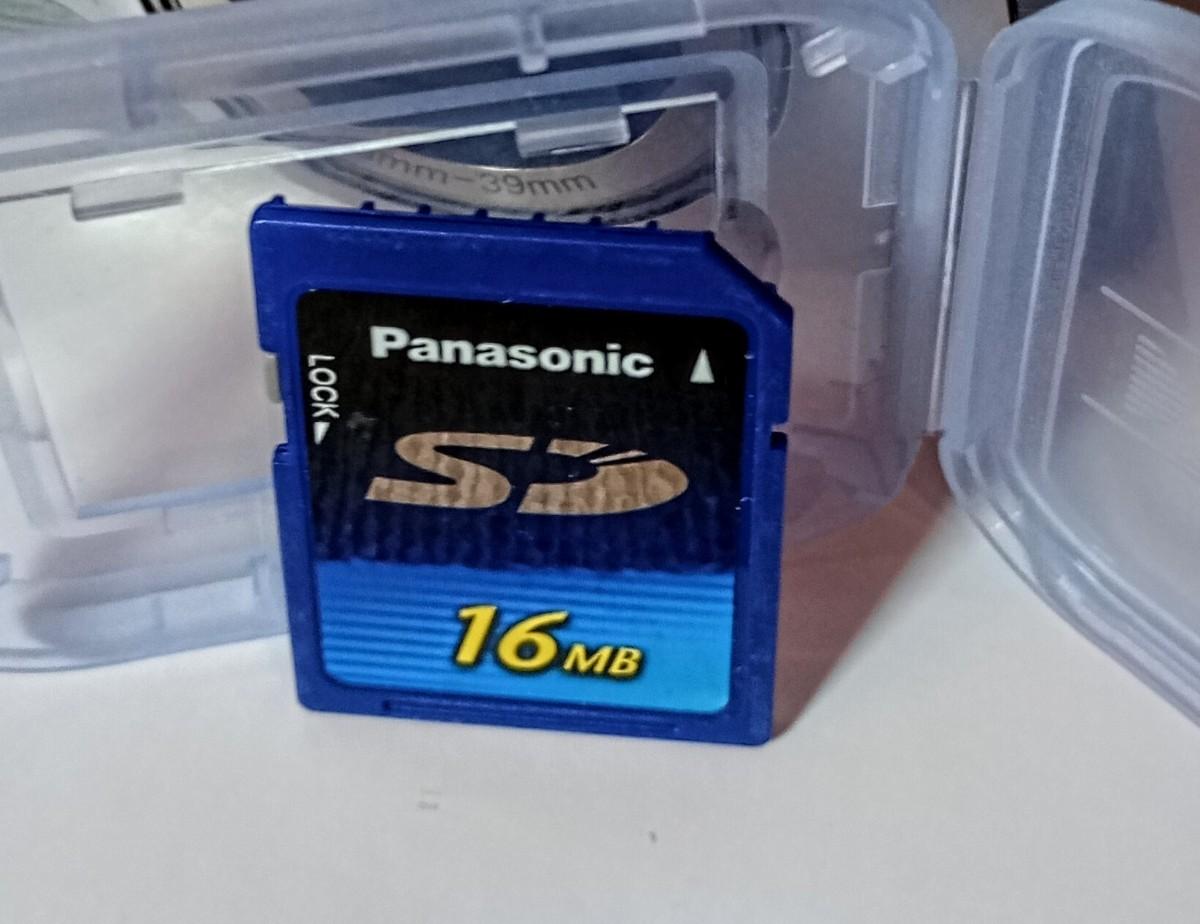 mm-39mm
Panasonic
LOCK
SD
16MB